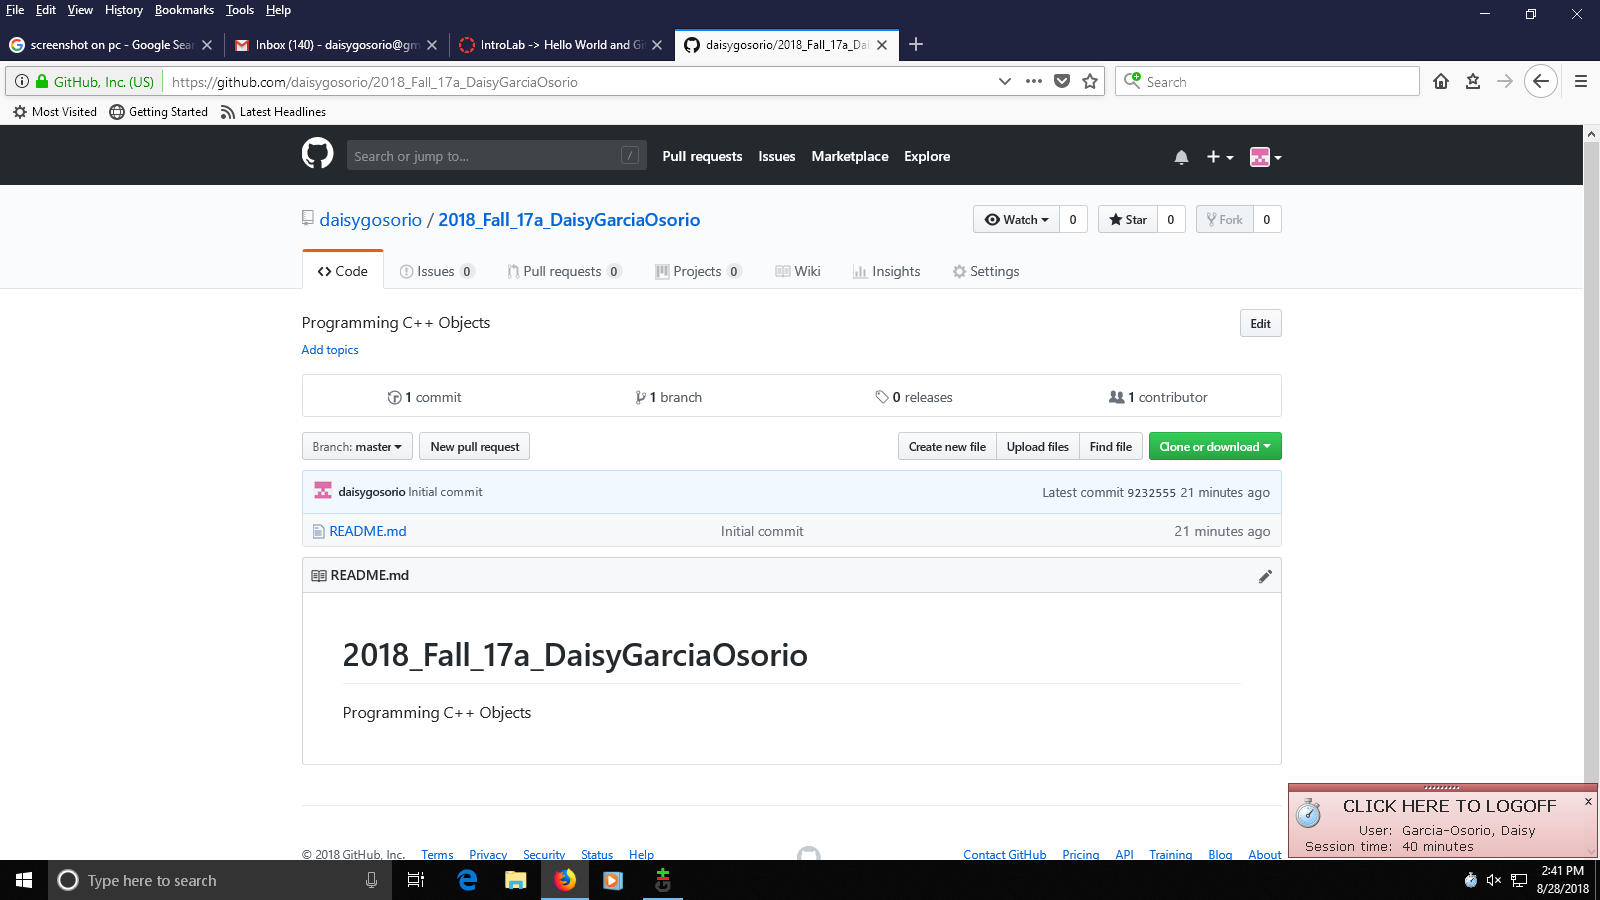 File Edit View History Bookmarks Tools Help
screenshot on pc - Google Sea
Inbox (140) - daisygosorio@gm
IntroLab -> Hello World and Gi
daisygosorio/2018_Fall_17a_Dai
GitHub, Inc. (US) https://github.com/daisygosorio/2018_Fall_17a_DaisyGarciaOsorio Search
Most Visited Getting Started Latest Headlines
Search or jump to... / Pull requests Issues Marketplace Explore
daisygosorio / 2018_Fall_17a_DaisyGarciaOsorio Watch 0 Star 0 Fork 0
Code Issues 0 Pull requests 0 Projects 0 Wiki Insights Settings
Programming C++ Objects Edit
Add topics
1 commit 1 branch 0 releases 1 contributor
Branch: master New pull request Create new file Upload files Find file Clone or download
daisygosorio Initial commit Latest commit 9232555 21 minutes ago
README.md Initial commit 21 minutes ago
README.md
2018_Fall_17a_DaisyGarciaOsorio
Programming C++ Objects
CLICK HERE TO LOGOFF x
User: Garcia-Osorio, Daisy
Session time: 40 minutes
© 2018 GitHub, Inc. Terms Privacy Security Status Help Contact GitHub Pricing API Training Blog About
Type here to search
2:41 PM
8/28/2018